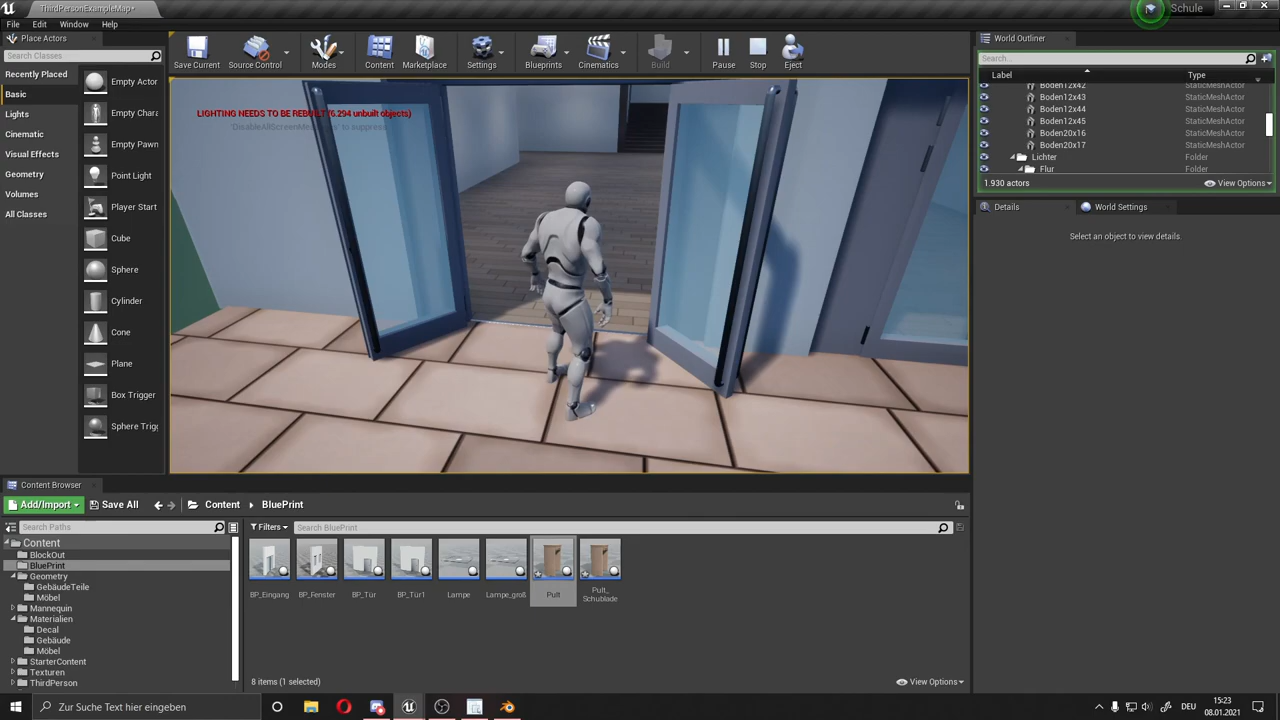 ThirdPersonExampleMap*
Schule
File
Edit
Window
Help
Place Actors
Search Classes
Recently Placed
Basic
Lights
Cinematic
Visual Effects
Geometry
Volumes
All Classes
Empty Actor
Empty Chara
Empty Pawn
Point Light
Player Start
Cube
Sphere
Cylinder
Cone
Plane
Box Trigger
Sphere Trigg
Save Current
Source Control
Modes
Content
Marketplace
Settings
Blueprints
Cinematics
Build
Pause
Stop
Eject
LIGHTING NEEDS TO BE REBUILT (6.294 unbuilt objects)
World Outliner
Search...
Label
Type
Boden12x42 StaticMeshActor
Boden12x43 StaticMeshActor
Boden12x44 StaticMeshActor
Boden12x45 StaticMeshActor
Boden20x16 StaticMeshActor
Boden20x17 StaticMeshActor
Lichter Folder
Flur Folder
1.930 actors
View Options
Details
World Settings
Select an object to view details.
Content Browser
Add/Import
Save All
Content
BluePrint
Search Paths
Filters
Search BluePrint
Content
BlockOut
BluePrint
Geometry
GebäudeTeile
Möbel
Mannequin
Materialien
Decal
Gebäude
Möbel
StarterContent
Texturen
ThirdPerson
BP_Eingang
BP_Fenster
BP_Tür
BP_Tür1
Lampe
Lampe_groß
Pult
Pult_
Schublade
8 items (1 selected)
View Options
Zur Suche Text hier eingeben
DEU
15:23
08.01.2021